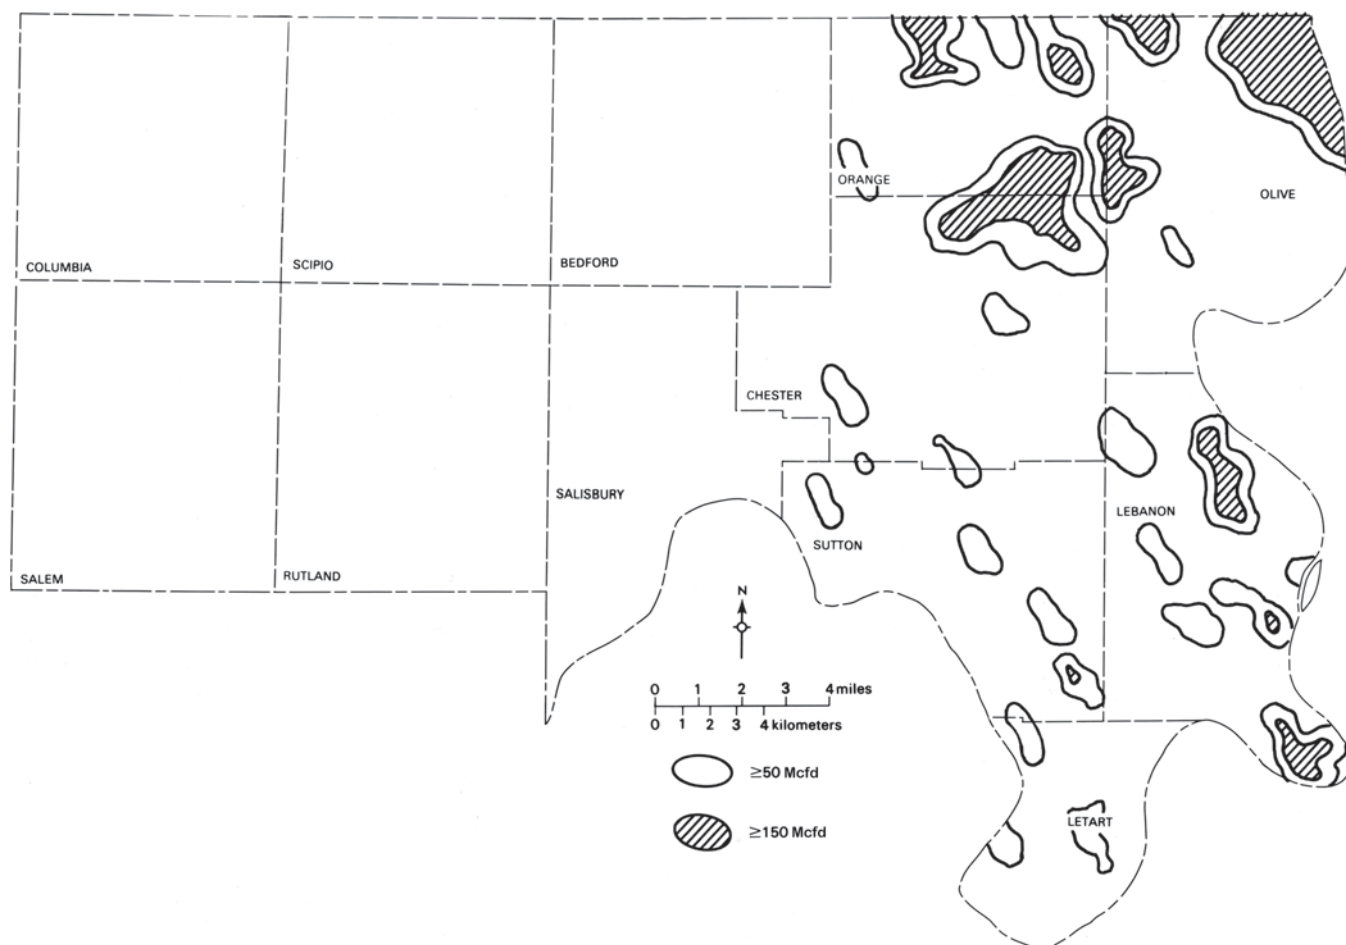 ORANGE
OLIVE
COLUMBIA
SCIPIO
BEDFORD
CHESTER
SALISBURY
LEBANON
SUTTON
SALEM
RUTLAND
N
0 1 2 3 4 miles
0 1 2 3 4 kilometers
≥50 Mcfd
≥150 Mcfd
LETART